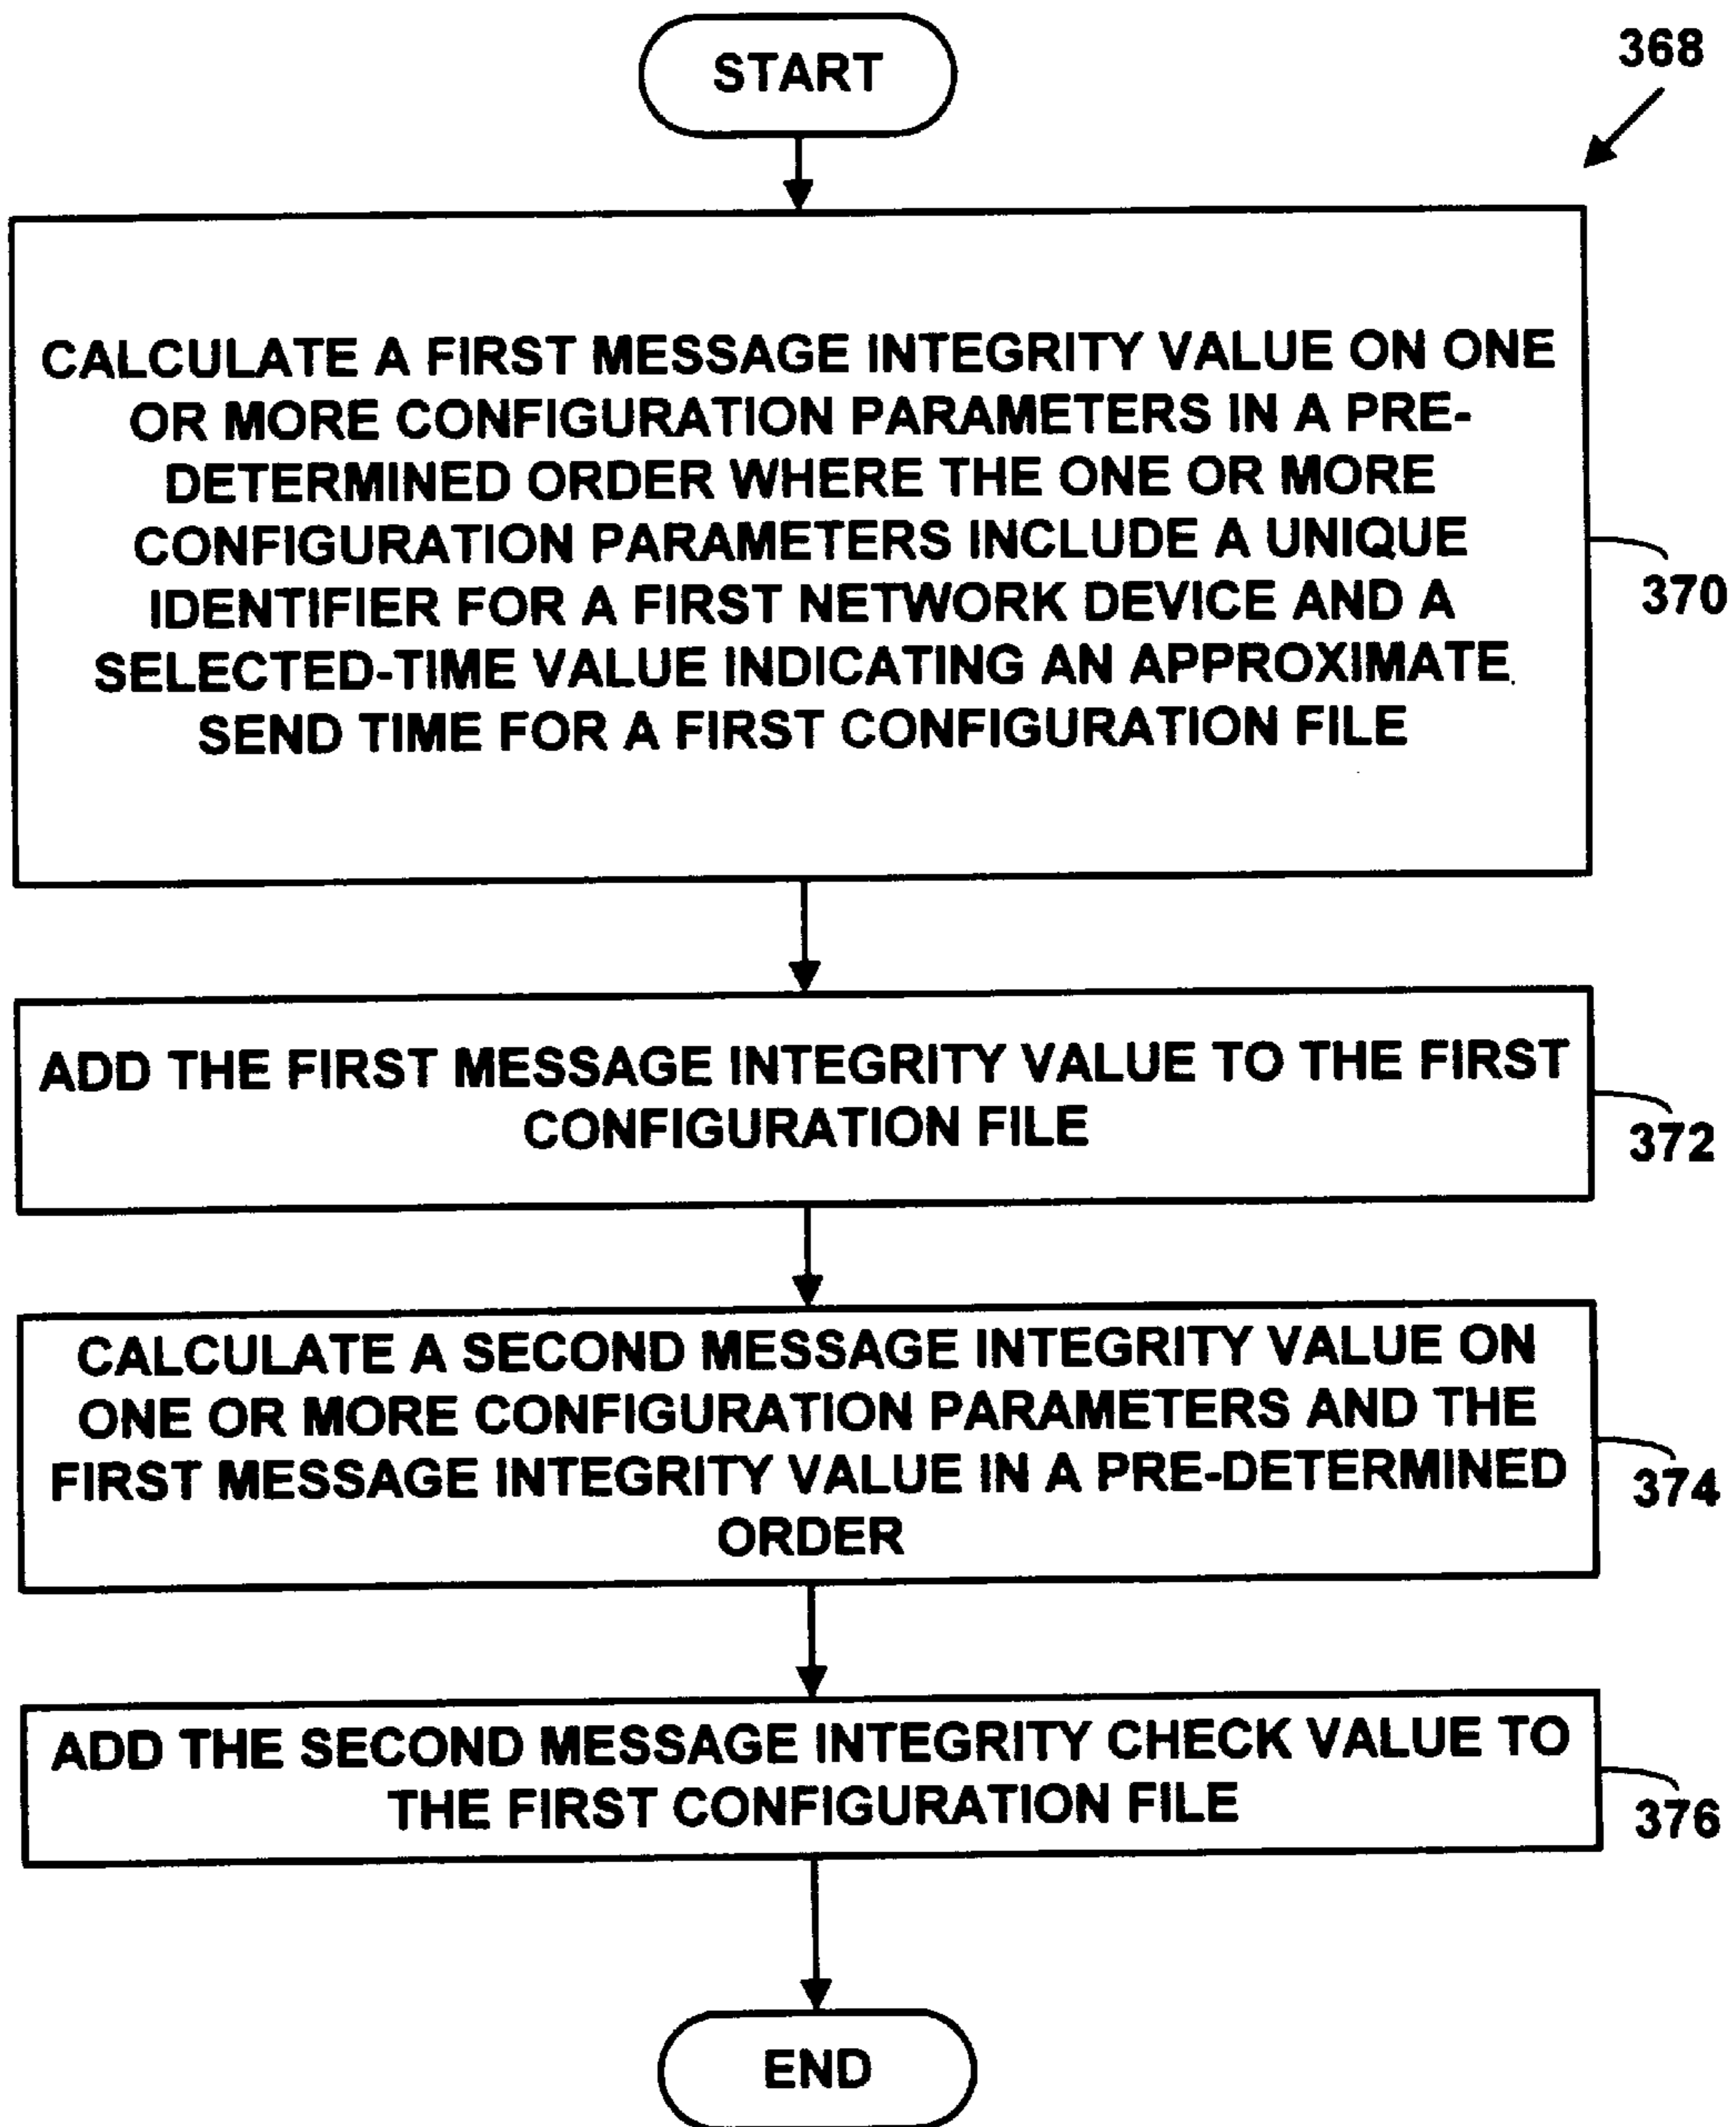 START
368
CALCULATE A FIRST MESSAGE INTEGRITY VALUE ON ONE
OR MORE CONFIGURATION PARAMETERS IN A PRE-
DETERMINED ORDER WHERE THE ONE OR MORE
CONFIGURATION PARAMETERS INCLUDE A UNIQUE
IDENTIFIER FOR A FIRST NETWORK DEVICE AND A
SELECTED-TIME VALUE INDICATING AN APPROXIMATE
SEND TIME FOR A FIRST CONFIGURATION FILE
370
ADD THE FIRST MESSAGE INTEGRITY VALUE TO THE FIRST
CONFIGURATION FILE
372
CALCULATE A SECOND MESSAGE INTEGRITY VALUE ON
ONE OR MORE CONFIGURATION PARAMETERS AND THE
FIRST MESSAGE INTEGRITY VALUE IN A PRE-DETERMINED
ORDER
374
ADD THE SECOND MESSAGE INTEGRITY CHECK VALUE TO
THE FIRST CONFIGURATION FILE
376
END